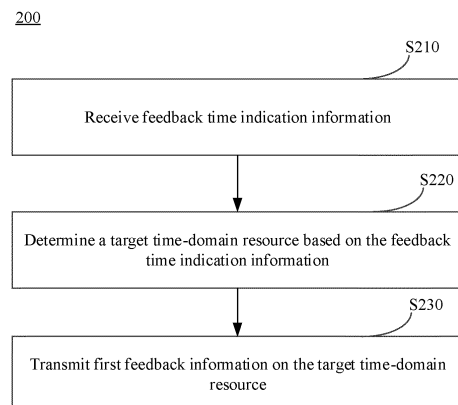 200
S210
Receive feedback time indication information
S220
Determine a target time-domain resource based on the feedback
time indication information
S230
Transmit first feedback information on the target time-domain
resource